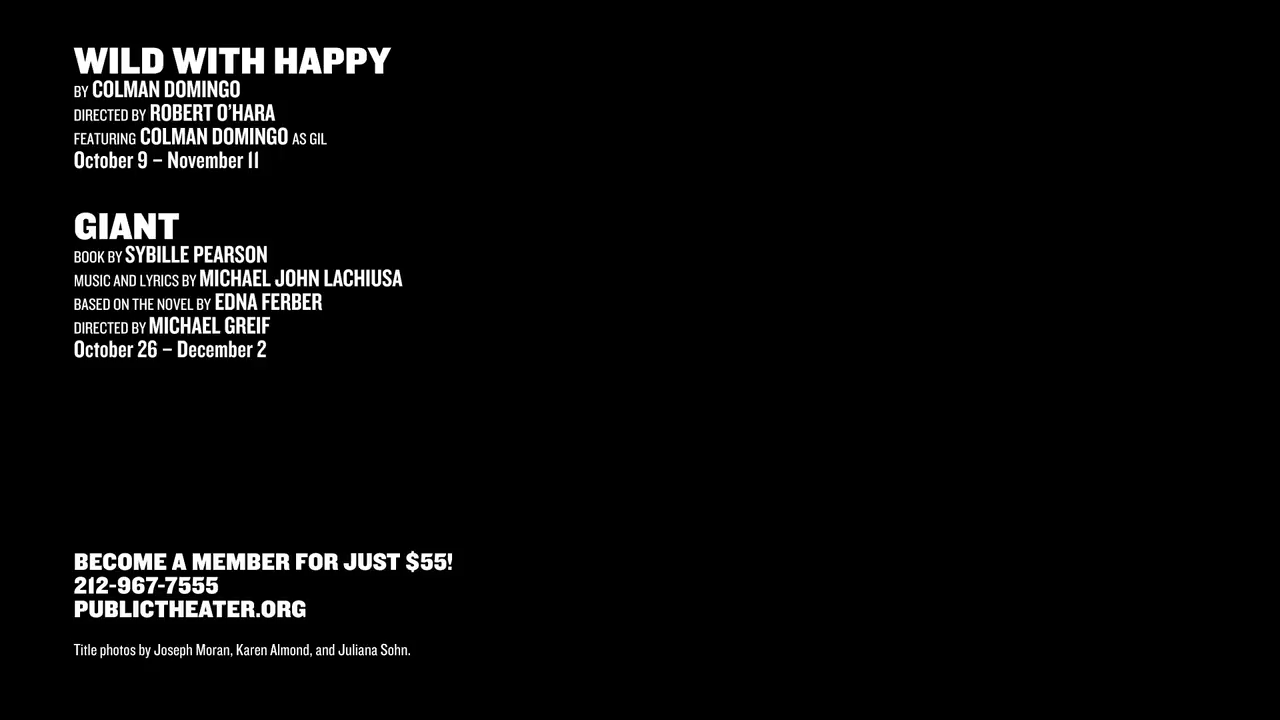 WILD WITH HAPPY
BY COLMAN DOMINGO
DIRECTED BY ROBERT O'HARA
FEATURING COLMAN DOMINGO AS GIL
October 9 – November 11
GIANT
BOOK BY SYBILLE PEARSON
MUSIC AND LYRICS BY MICHAEL JOHN LACHIUSA
BASED ON THE NOVEL BY EDNA FERBER
DIRECTED BY MICHAEL GREIF
October 26 – December 2
BECOME A MEMBER FOR JUST $55!
212-967-7555
PUBLICTHEATER.ORG
Title photos by Joseph Moran, Karen Almond, and Juliana Sohn.